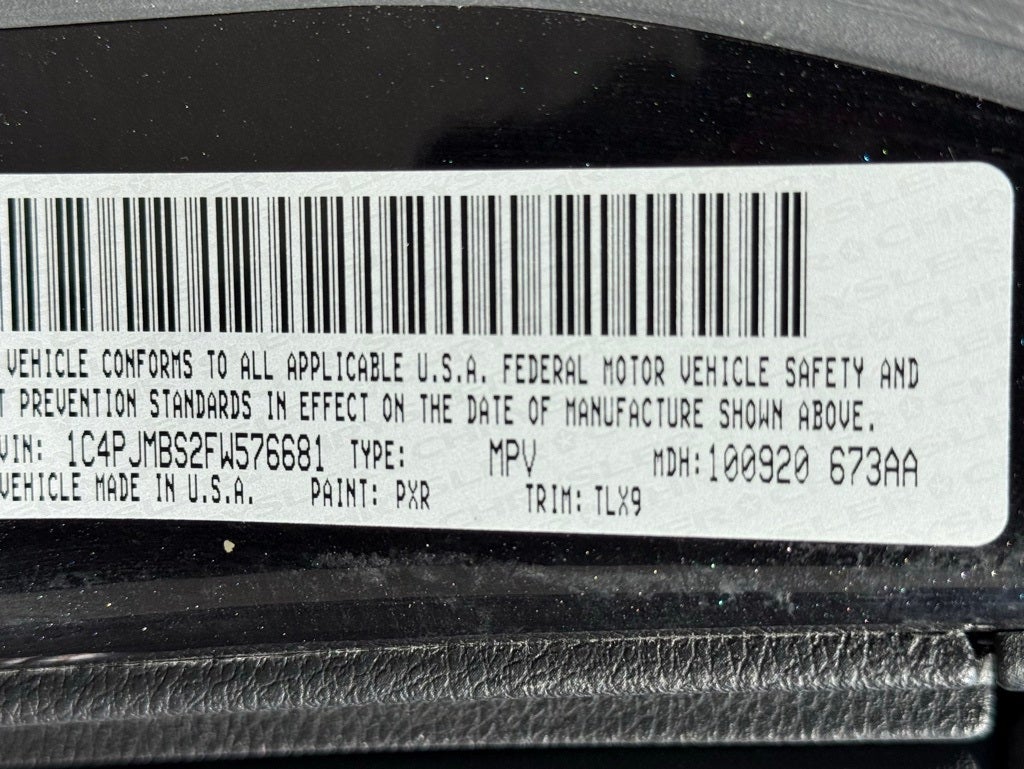 VEHICLE CONFORMS TO ALL APPLICABLE U.S.A. FEDERAL MOTOR VEHICLE SAFETY AND
T PREVENTION STANDARDS IN EFFECT ON THE DATE OF MANUFACTURE SHOWN ABOVE.
VIN: 1C4PJMBS2FW576681 TYPE: MPV MDH: 100920 673AA
VEHICLE MADE IN U.S.A. PAINT: PXR TRIM: TLX9